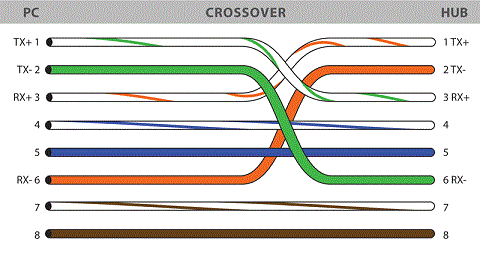 PC CROSSOVER HUB
TX+ 1 1 TX+
TX- 2 2 TX-
RX+ 3 3 RX+
4 4
5 5
RX- 6 6 RX-
7 7
8 8